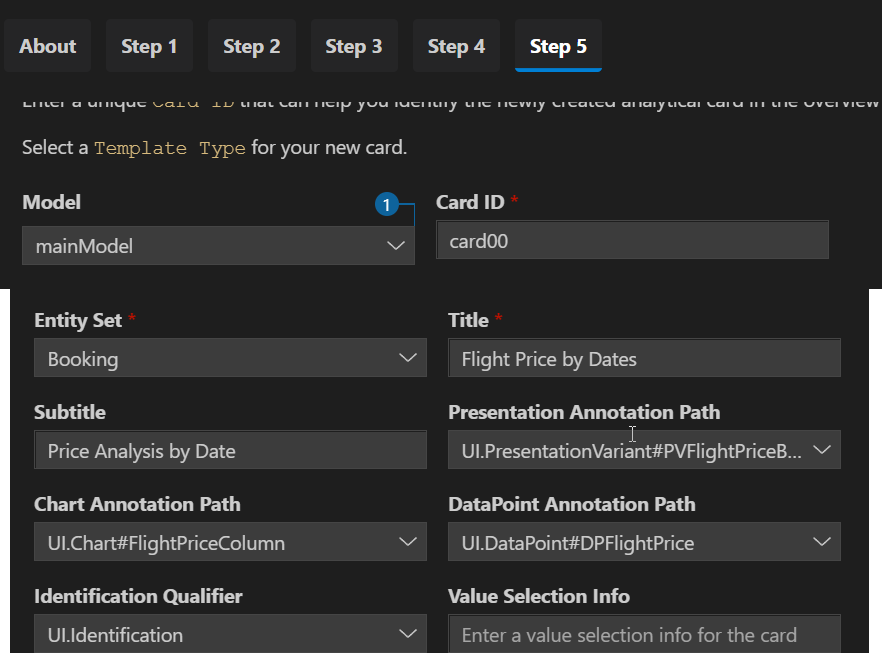 About Step 1 Step 2 Step 3 Step 4 Step 5
Enter a unique Card ID that can help you identify the newly created analytical card in the overview
Select a Template Type for your new card.
Model 1 Card ID *
mainModel card00
Entity Set * Title *
Booking Flight Price by Dates
Subtitle Presentation Annotation Path
Price Analysis by Date UI.PresentationVariant#PVFlightPriceB...
Chart Annotation Path DataPoint Annotation Path
UI.Chart#FlightPriceColumn UI.DataPoint#DPFlightPrice
Identification Qualifier Value Selection Info
UI.Identification Enter a value selection info for the card